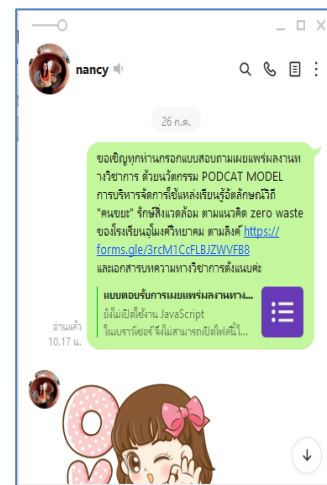 nancy
26 ก.ค.
ขอเชิญทุกท่านกรอกแบบสอบถามเผยแพร่ผลงานท
างวิชาการ ด้วยนวัตกรรม PODCAT MODEL
การบริหารจัดการใช้แหล่งเรียนรู้อัตลักษณ์วิถี
"คนขยะ" รักษ์สิ่งแวดล้อม ตามแนวคิด zero waste
ของโรงเรียนอุโมงค์วิทยาคม ตามลิงค์ https://
forms.gle/3rcM1CcFLBJZWVFB8
และเอกสารบทความทางวิชาการดังแนบค่ะ
แบบตอบรับการเผยแพร่ผลงานทาง...
ยังไม่เปิดใช้งาน JavaScript
ในเบราว์เซอร์ จึงไม่สามารถเปิดไฟล์นี้ไ...
อ่านแล้ว
10.17 น.